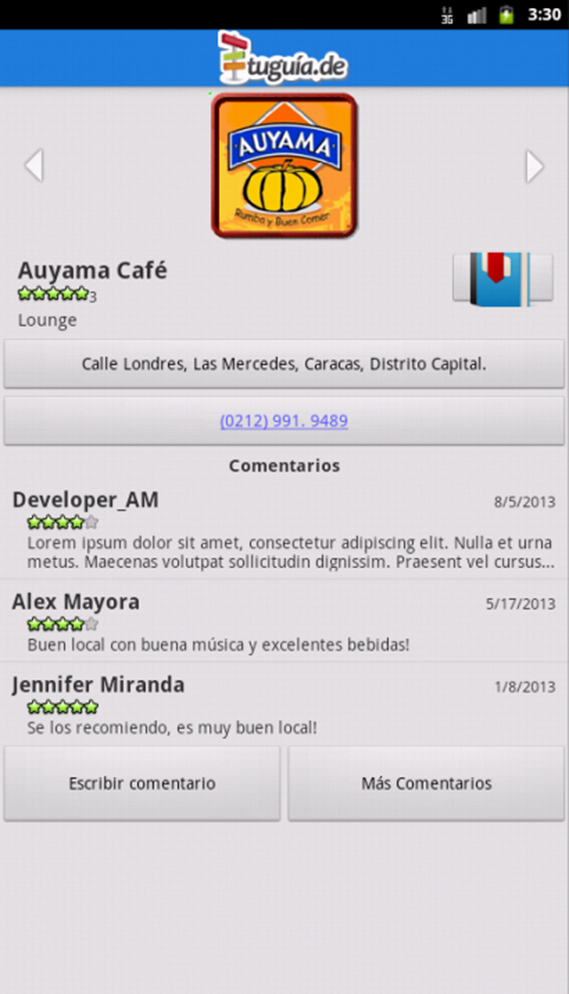 3G
3:30
tuguía.de
AUYAMA
Rumba y Buen Comer
Auyama Café
3
Lounge
Calle Londres, Las Mercedes, Caracas, Distrito Capital.
(0212) 991. 9489
Comentarios
Developer_AM 8/5/2013
Lorem ipsum dolor sit amet, consectetur adipiscing elit. Nulla et urna
metus. Maecenas volutpat sollicitudin dignissim. Praesent vel cursus...
Alex Mayora 5/17/2013
Buen local con buena música y excelentes bebidas!
Jennifer Miranda 1/8/2013
Se los recomiendo, es muy buen local!
Escribir comentario Más Comentarios